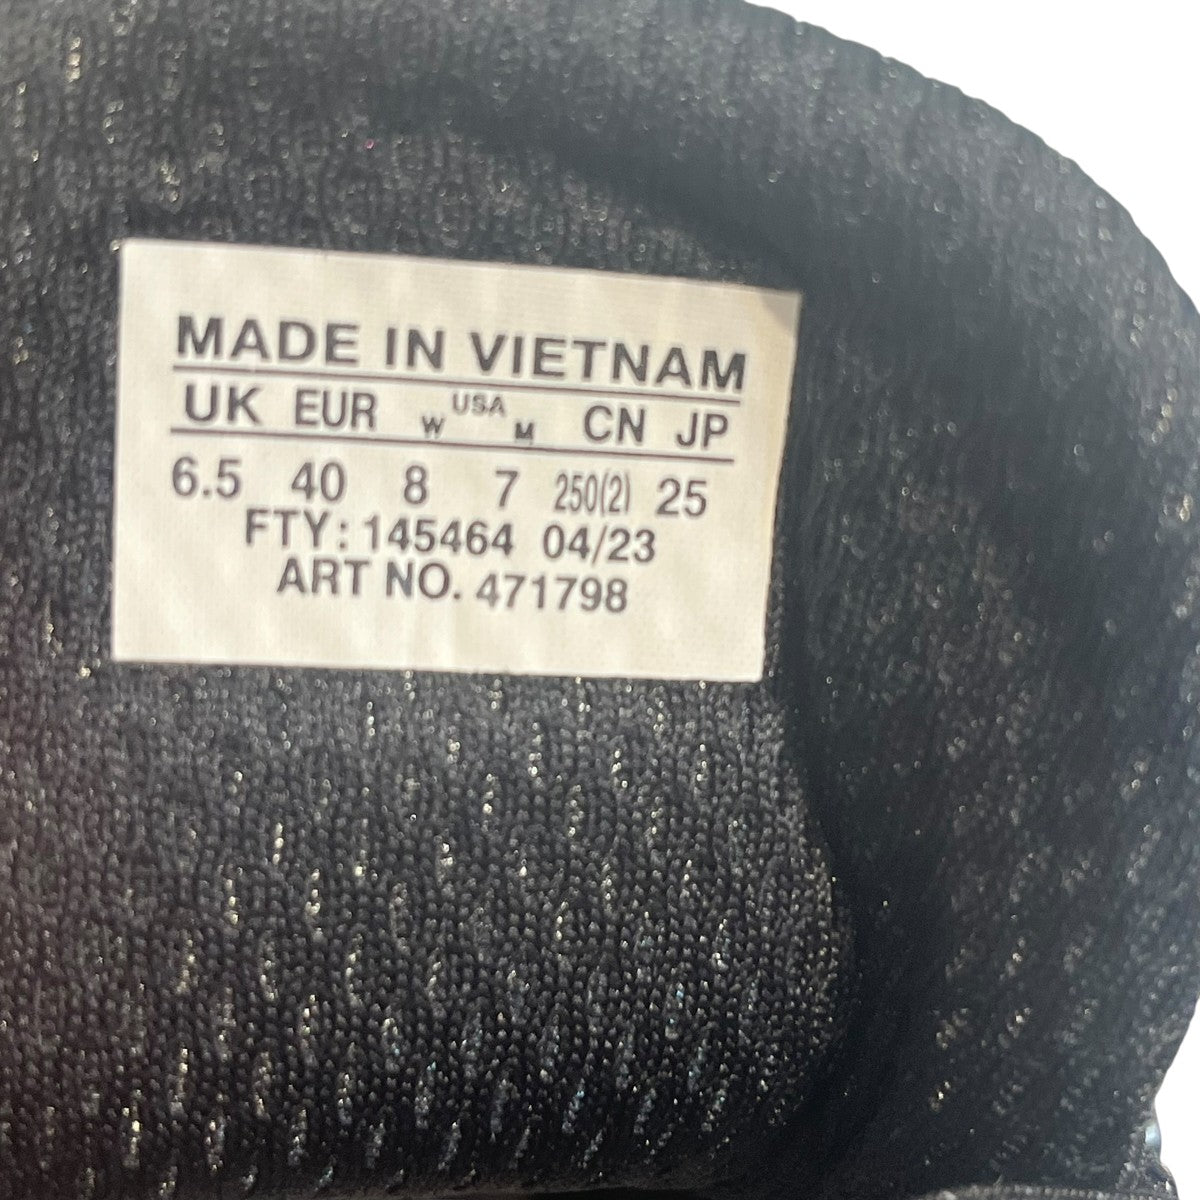 MADE IN VIETNAM
UK EUR W USA M CN JP
6.5 40 8 7 250(2) 25
FTY: 145464 04/23
ART NO. 471798